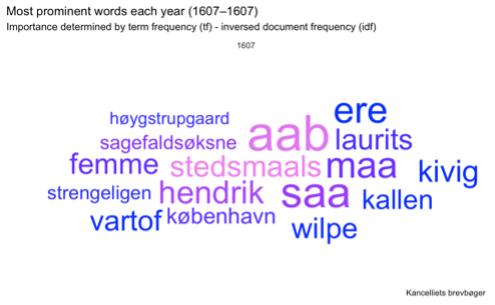 Most prominent words each year (1607–1607)
Importance determined by term frequency (tf) - inversed document frequency (idf)
1607
ere
høygstrupgaard
aab
sagefaldsøksne
laurits
femme
stedsmaals
maa
kivig
strengeligen
hendrik
saa
kallen
vartof
københavn
wilpe
Kancelliets brevbøger